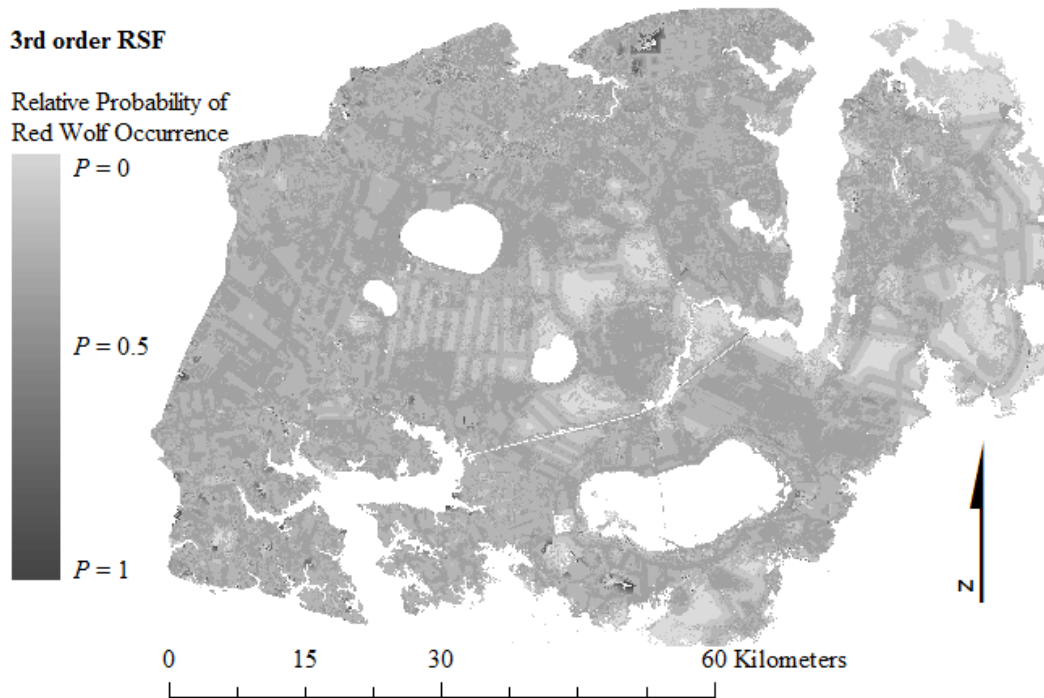 3rd order RSF
Relative Probability of
Red Wolf Occurrence
P = 0
P = 0.5
P = 1
N
0 15 30 60 Kilometers